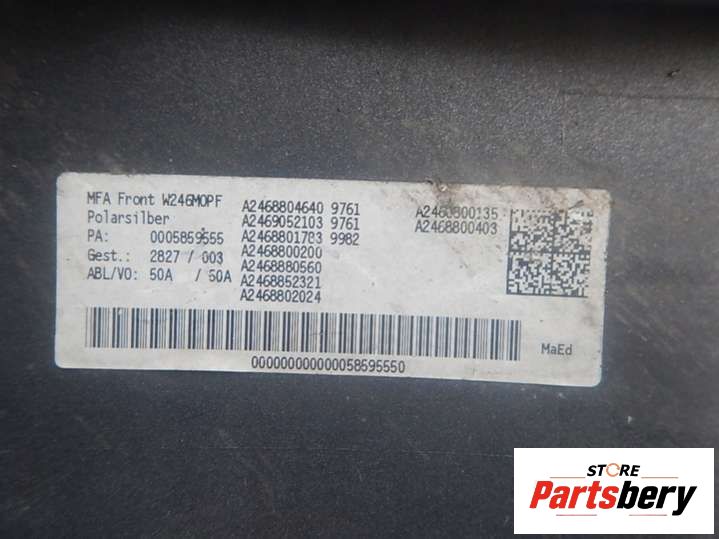 MFA Front W246MOPF
Polarsilber
PA: 0005859555
Gest.: 2827 / 003
ABL/VO: 50A / 50A
A2468804640 9761
A2469052103 9761
A2468801783 9982
A2468800200
A2468880560
A2468852321
A2468802024
A2460800135
A2468800403
MaEd
000000000000058595550
STORE
Partsbery